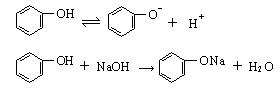 OH ⇌ O⁻ + H⁺
OH + NaOH → ONa + H₂O